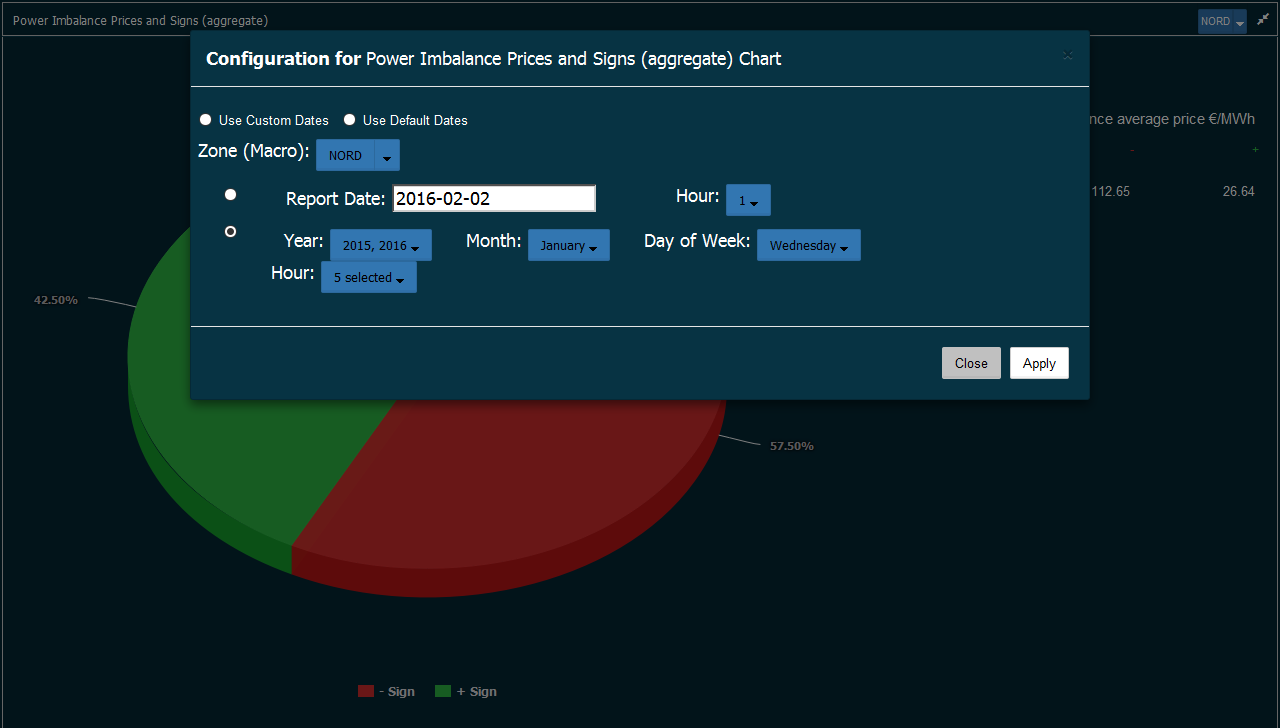 Power Imbalance Prices and Signs (aggregate)
NORD
Configuration for Power Imbalance Prices and Signs (aggregate) Chart
×
Use Custom Dates Use Default Dates
nce average price €/MWh
Zone (Macro): NORD
- +
Report Date: 2016-02-02 Hour: 1
112.65 26.64
Year: 2015, 2016 Month: January Day of Week: Wednesday
Hour: 5 selected
42.50%
Close Apply
57.50%
- Sign + Sign